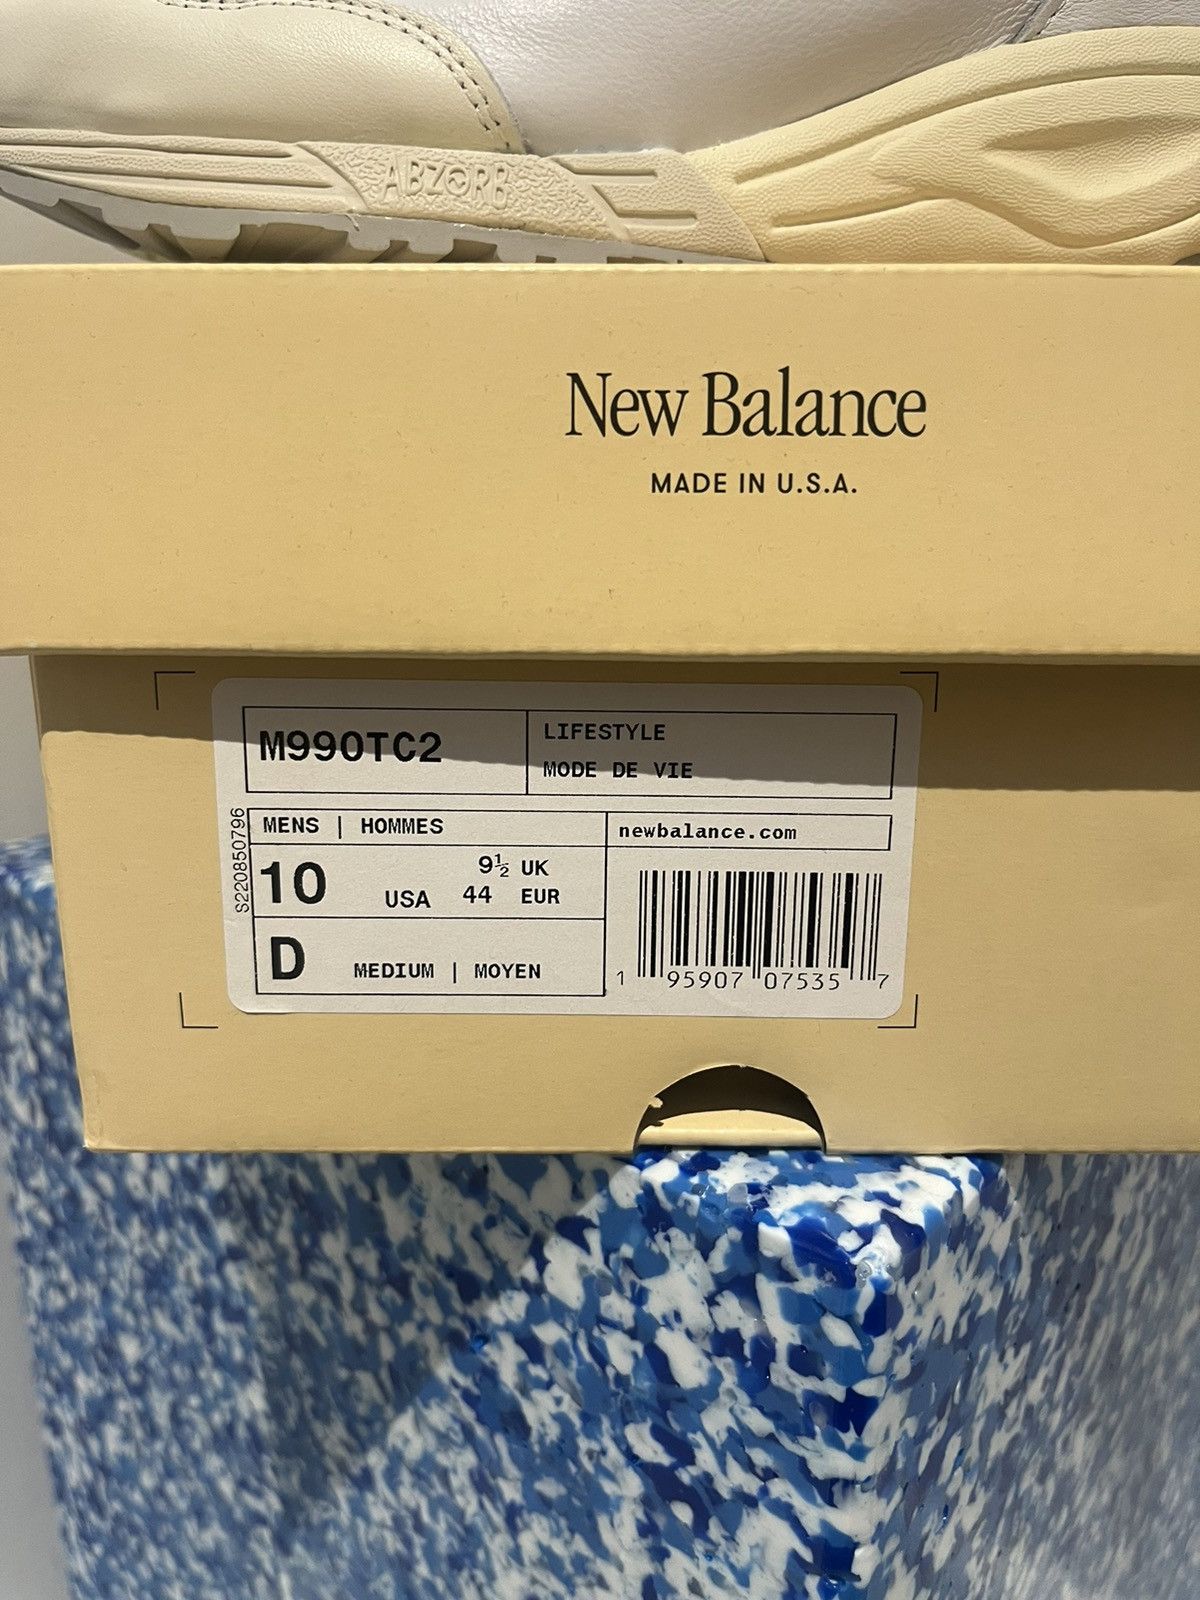 ABZORB
New Balance
MADE IN U.S.A.
M990TC2
LIFESTYLE
MODE DE VIE
S220850796
MENS | HOMMES
newbalance.com
10 USA 9½ UK
44 EUR
D MEDIUM | MOYEN
1 95907 07535 7